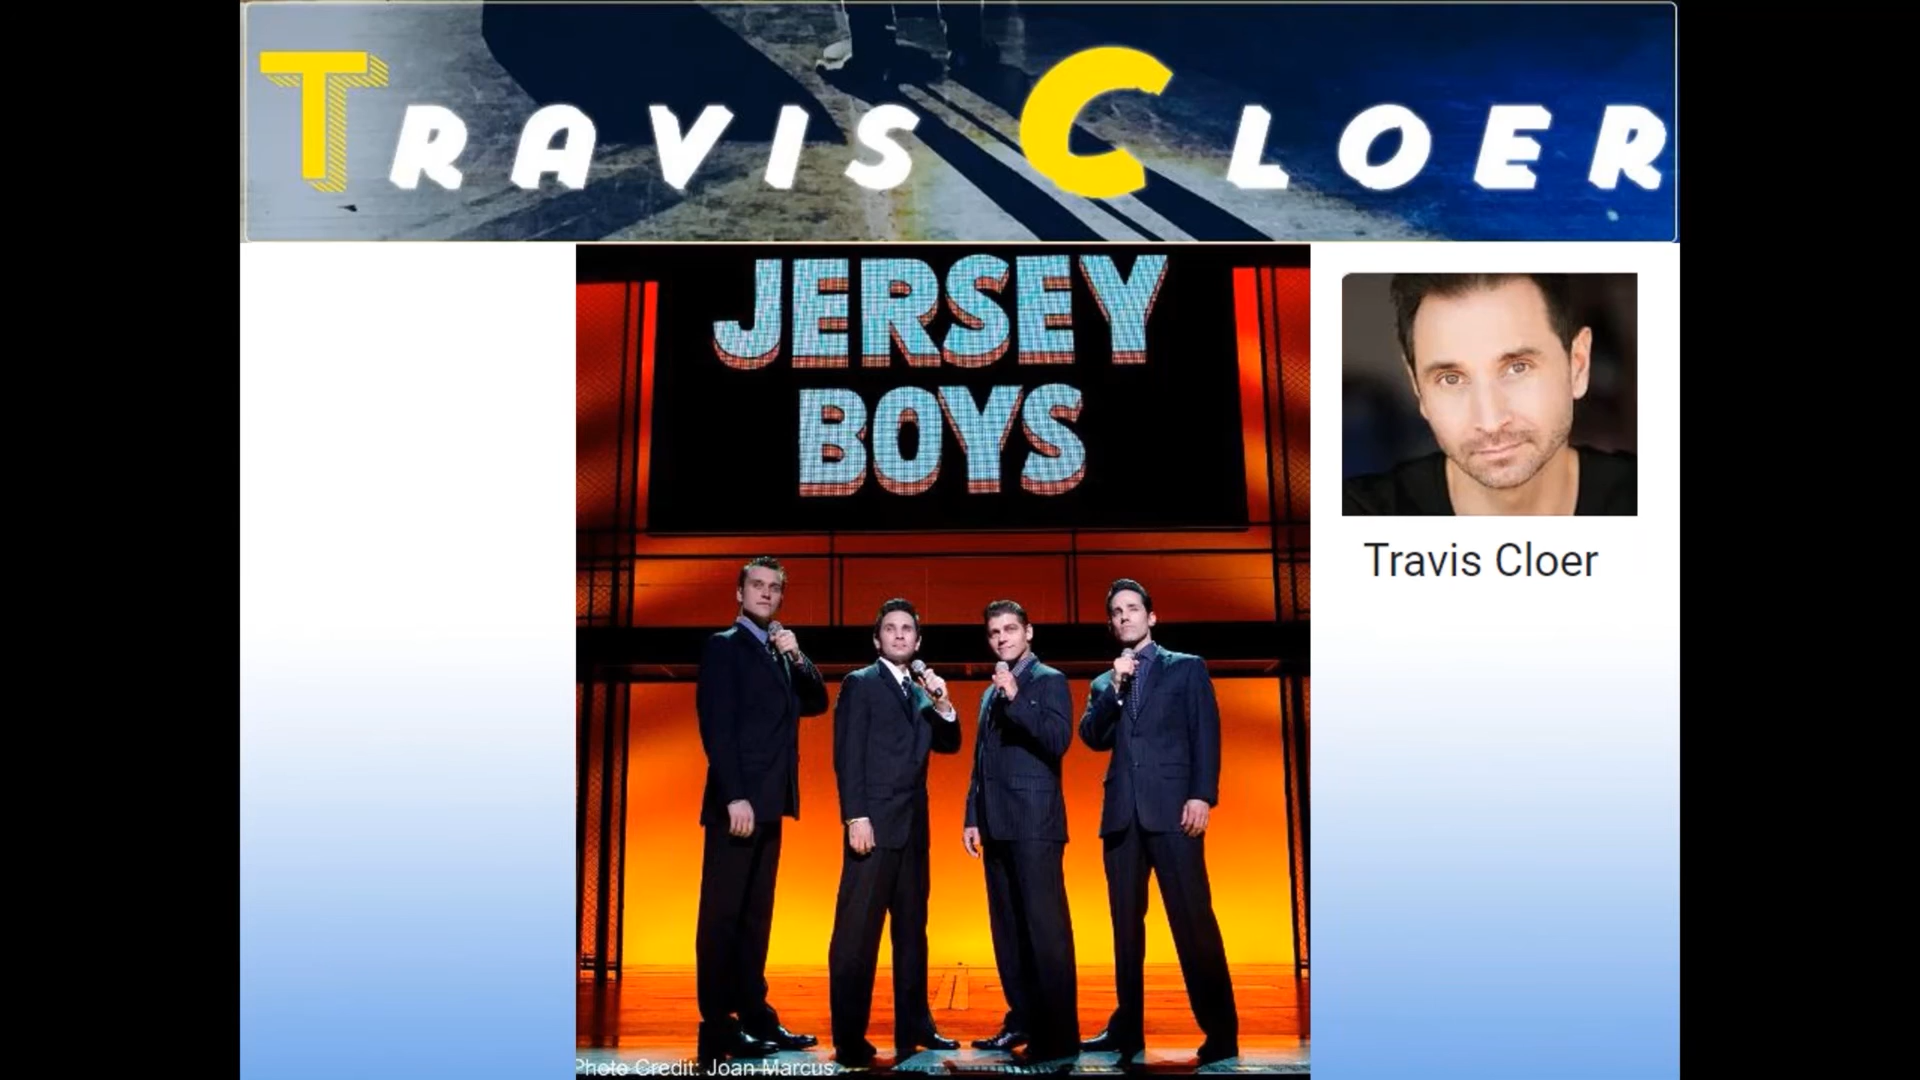 TRAVIS CLOER
JERSEY
BOYS
Travis Cloer
Photo Credit: Joan Marcus